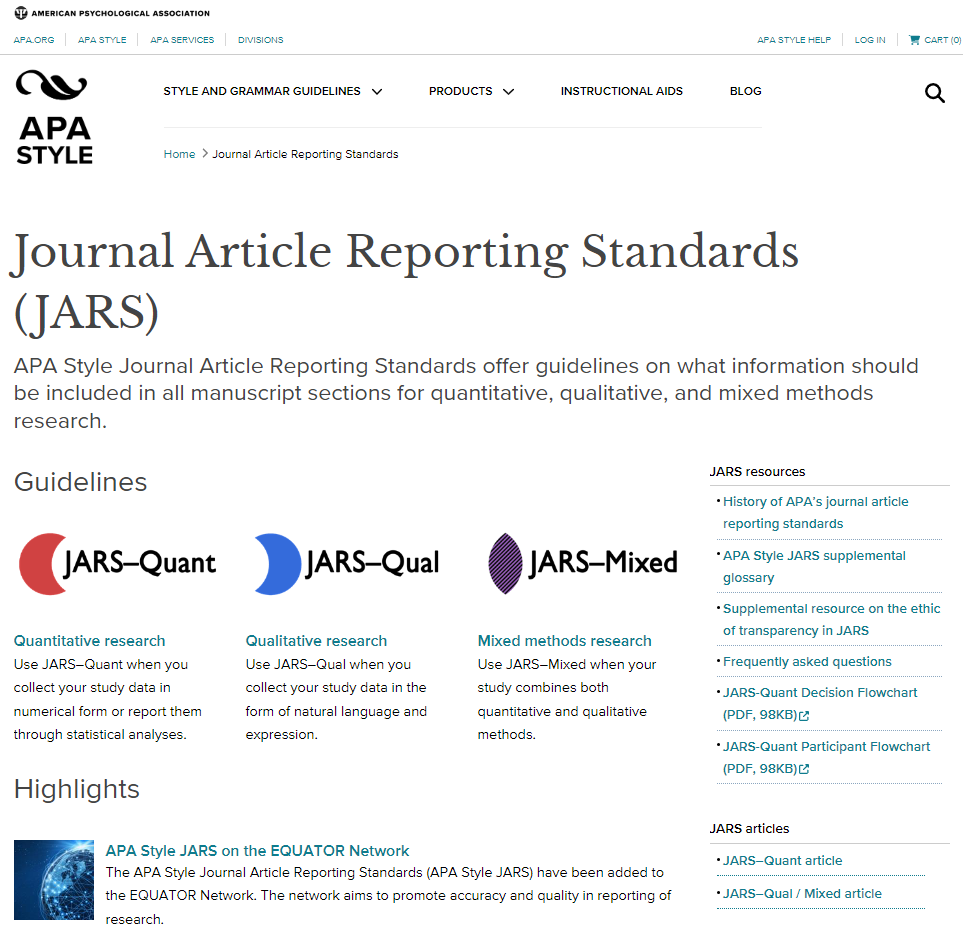 AMERICAN PSYCHOLOGICAL ASSOCIATION
APA.ORG APA STYLE APA SERVICES DIVISIONS APA STYLE HELP LOG IN CART (0)
APA
STYLE
STYLE AND GRAMMAR GUIDELINES PRODUCTS INSTRUCTIONAL AIDS BLOG
Home > Journal Article Reporting Standards
Journal Article Reporting Standards
(JARS)
APA Style Journal Article Reporting Standards offer guidelines on what information should
be included in all manuscript sections for quantitative, qualitative, and mixed methods
research.
Guidelines
JARS–Quant
JARS–Qual
JARS–Mixed
Quantitative research
Use JARS–Quant when you
collect your study data in
numerical form or report them
through statistical analyses.
Qualitative research
Use JARS–Qual when you
collect your study data in the
form of natural language and
expression.
Mixed methods research
Use JARS–Mixed when your
study combines both
quantitative and qualitative
methods.
Highlights
APA Style JARS on the EQUATOR Network
The APA Style Journal Article Reporting Standards (APA Style JARS) have been added to
the EQUATOR Network. The network aims to promote accuracy and quality in reporting of
research.
JARS resources
• History of APA's journal article
reporting standards
• APA Style JARS supplemental
glossary
• Supplemental resource on the ethic
of transparency in JARS
• Frequently asked questions
• JARS-Quant Decision Flowchart
(PDF, 98KB)
• JARS-Quant Participant Flowchart
(PDF, 98KB)
JARS articles
• JARS–Quant article
• JARS–Qual / Mixed article